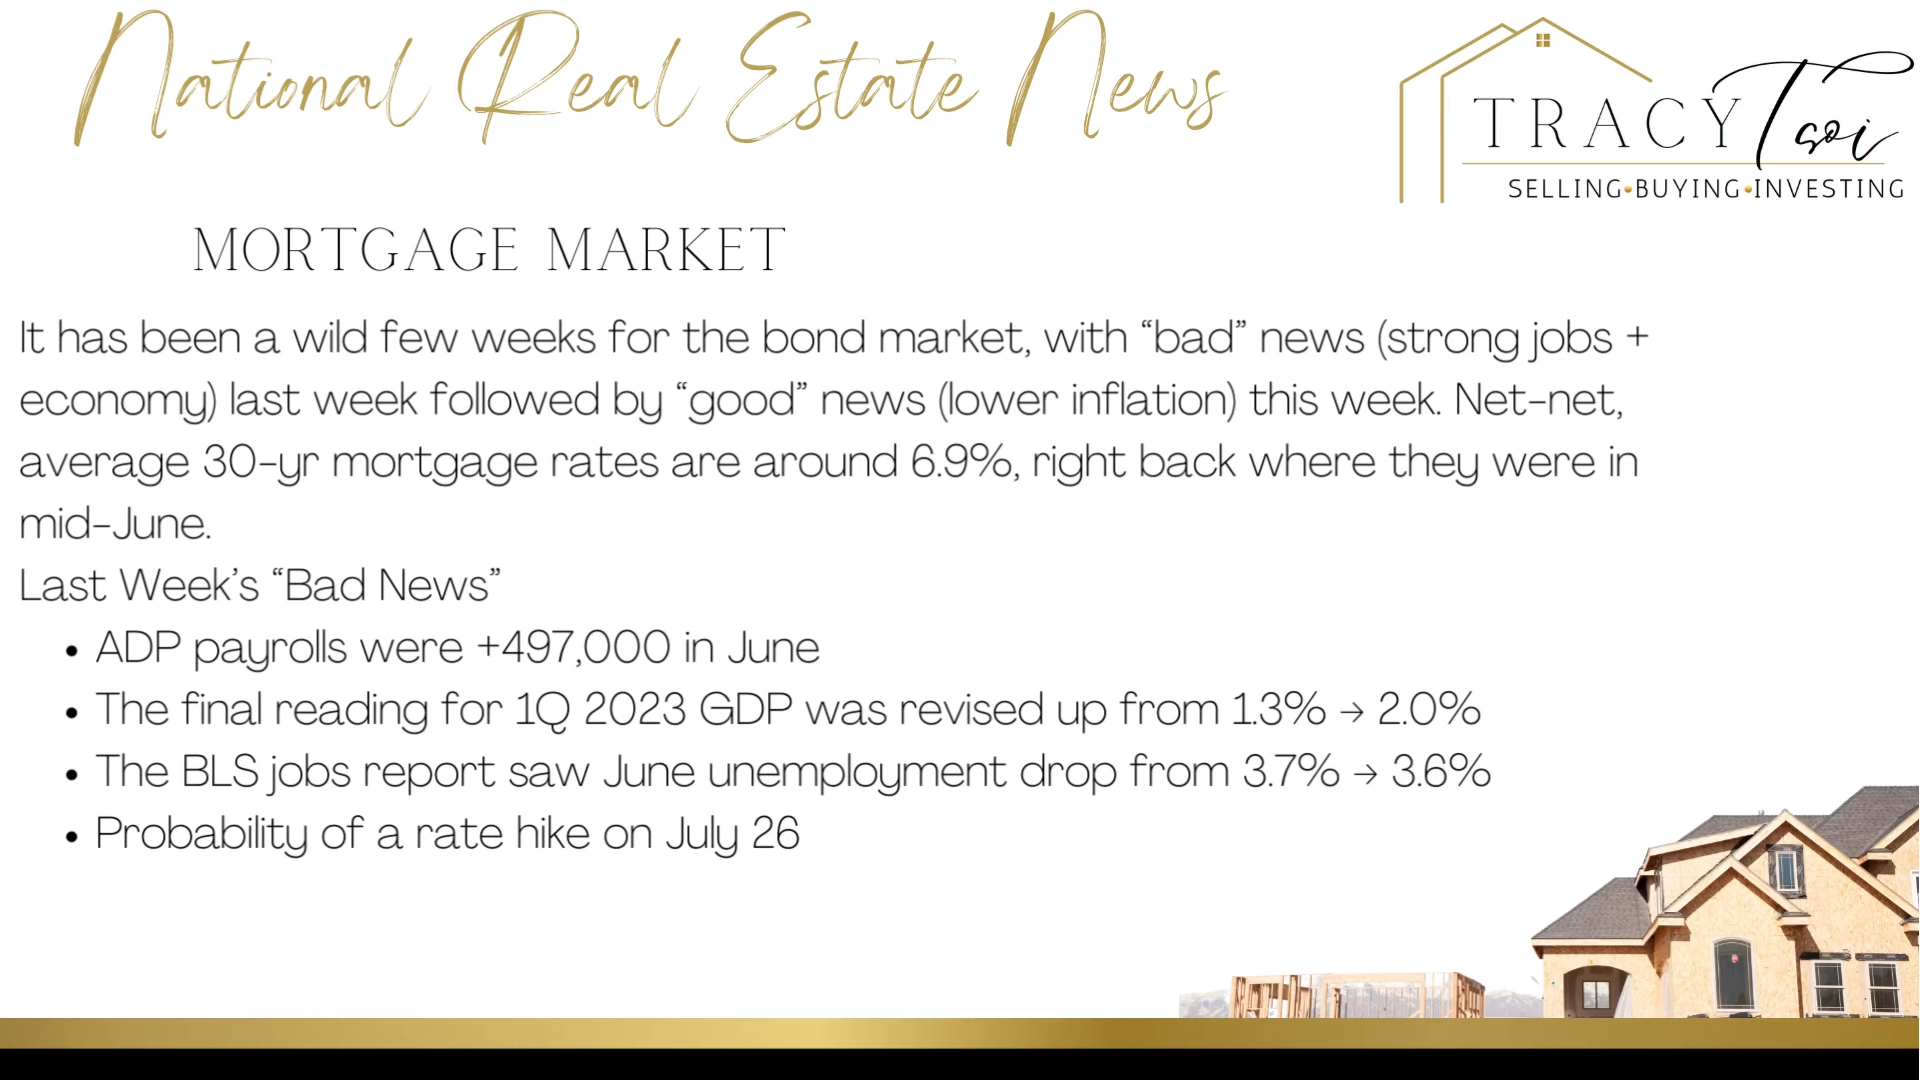 National Real Estate News
TRACY Tsoi
SELLING•BUYING•INVESTING
MORTGAGE MARKET
It has been a wild few weeks for the bond market, with “bad” news (strong jobs +
economy) last week followed by “good” news (lower inflation) this week. Net-net,
average 30-yr mortgage rates are around 6.9%, right back where they were in
mid-June.
Last Week’s “Bad News”
• ADP payrolls were +497,000 in June
• The final reading for 1Q 2023 GDP was revised up from 1.3% → 2.0%
• The BLS jobs report saw June unemployment drop from 3.7% → 3.6%
• Probability of a rate hike on July 26